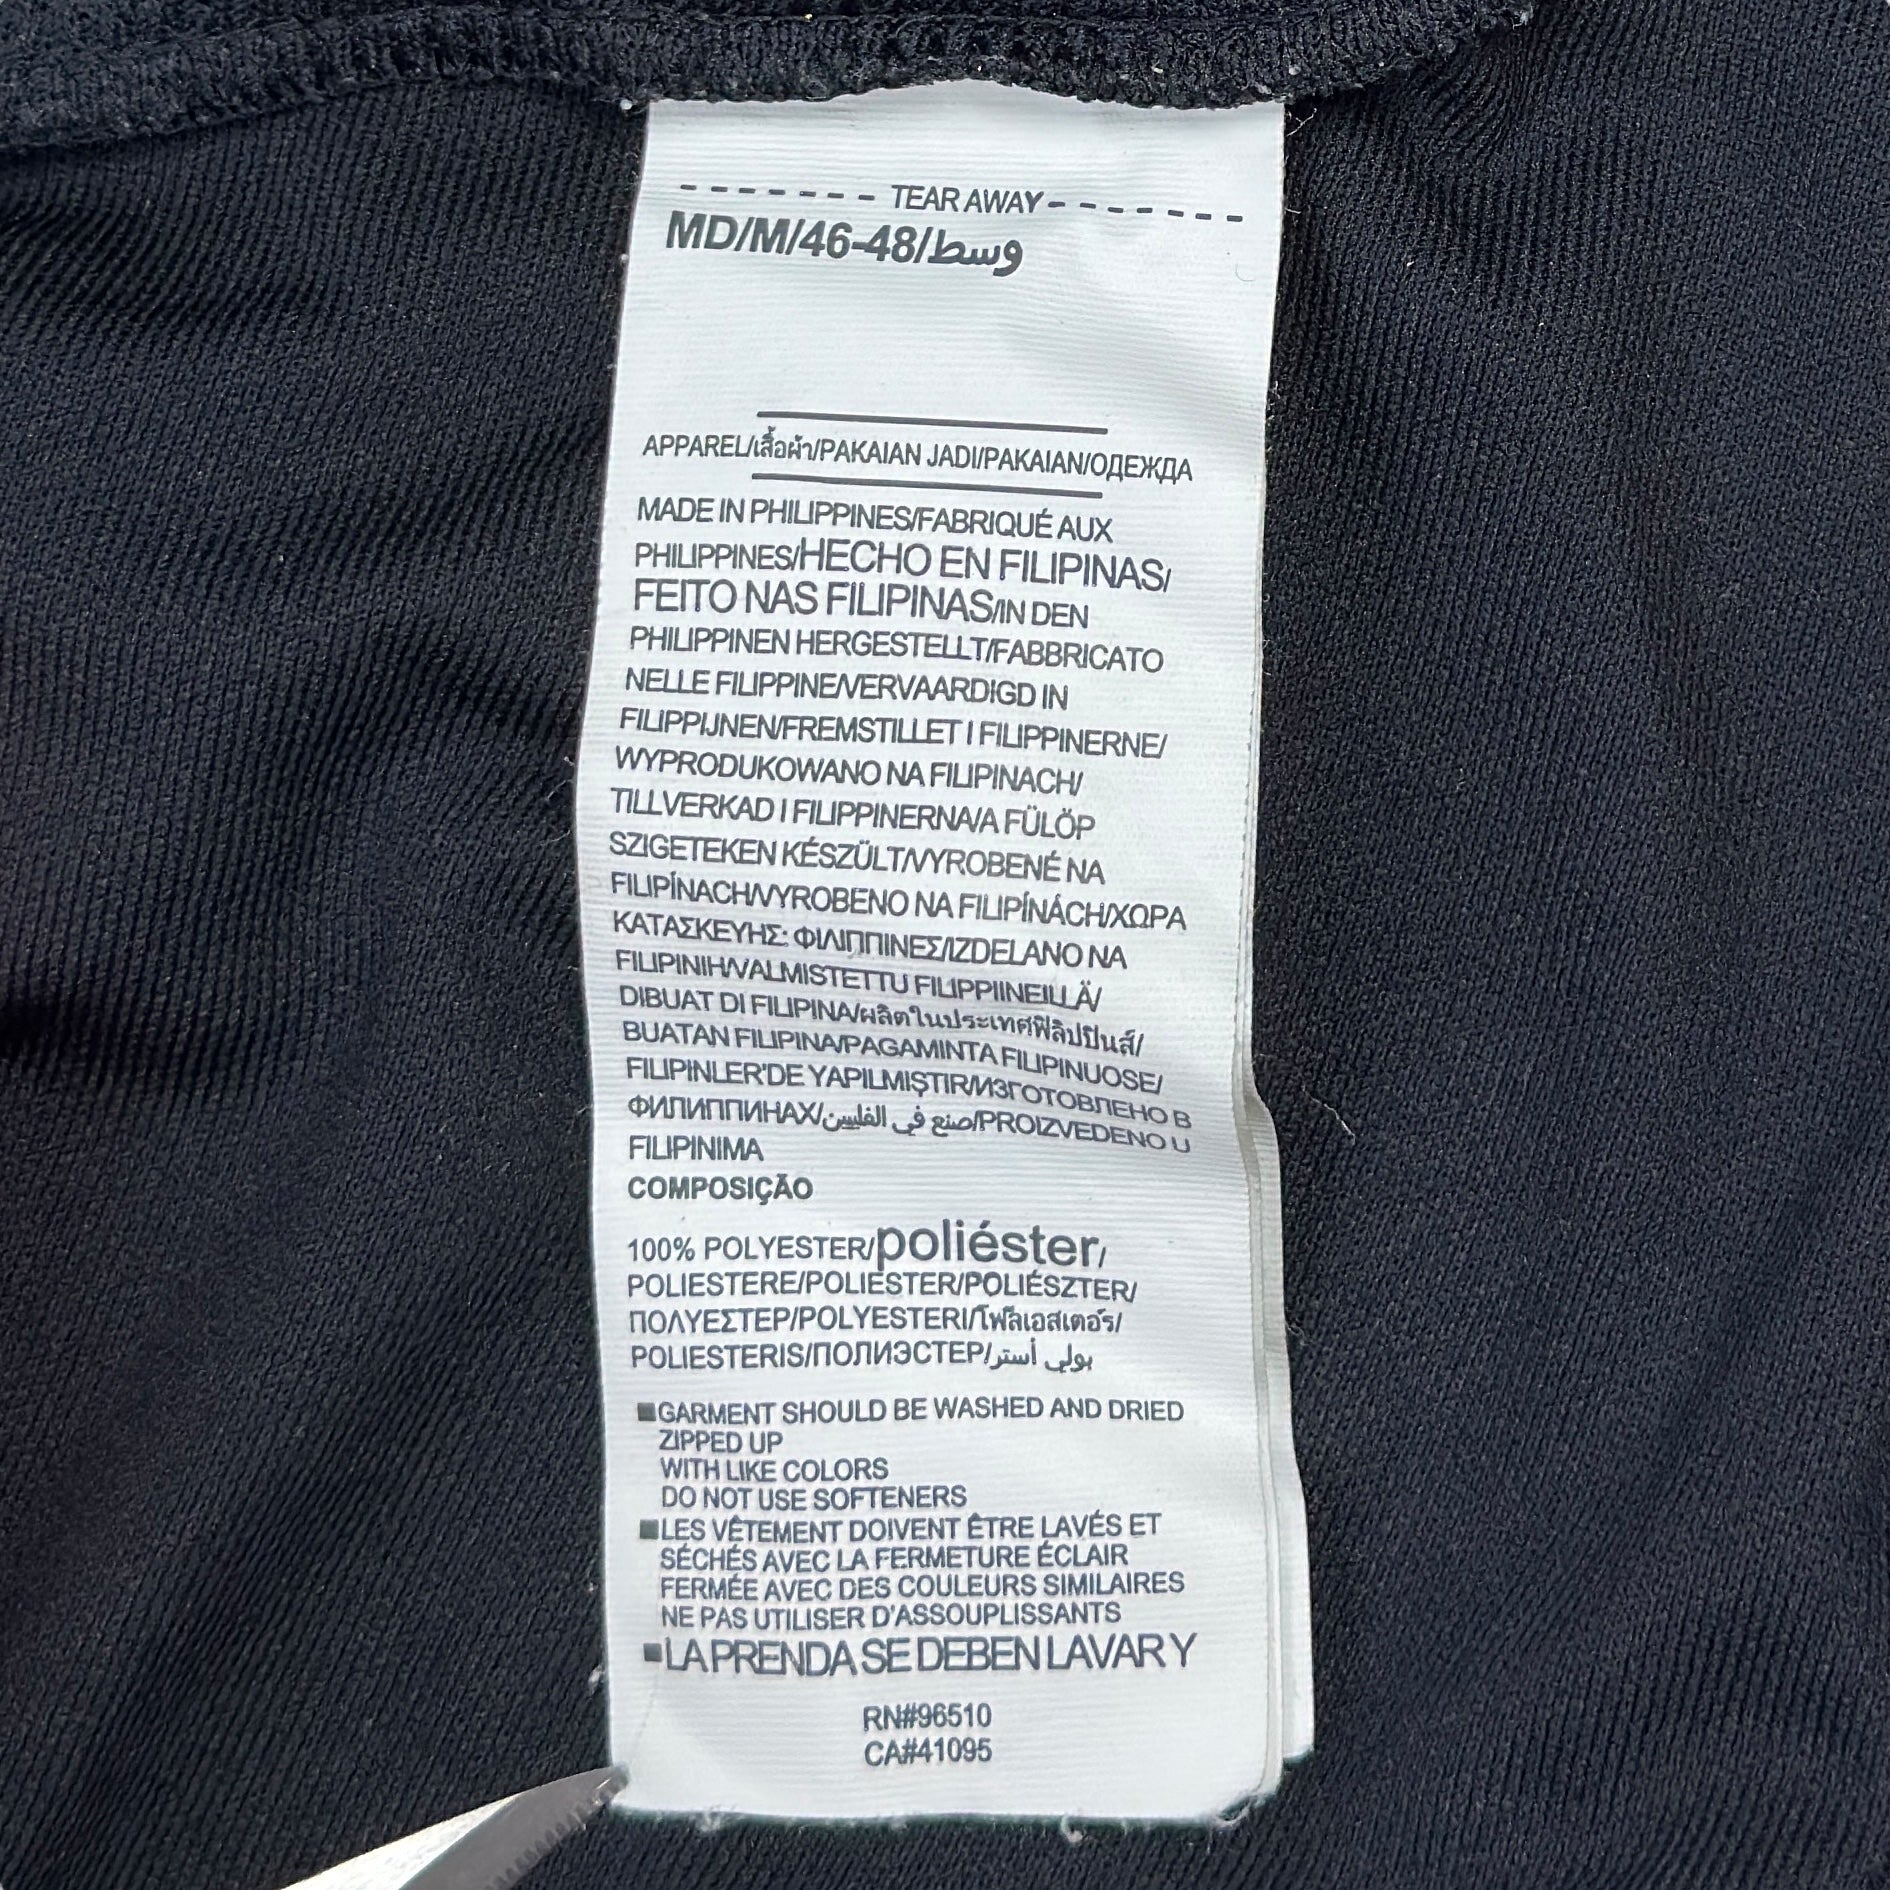 TEAR AWAY
MD/M/46-48/وسط
APPAREL/เสื้อผ้า/PAKAIAN JADI/PAKAIAN/ОДЕЖДА
MADE IN PHILIPPINES/FABRIQUÉ AUX
PHILIPPINES/HECHO EN FILIPINAS/
FEITO NAS FILIPINAS/IN DEN
PHILIPPINEN HERGESTELLT/FABBRICATO
NELLE FILIPPINE/VERVAARDIGD IN
FILIPPIJNEN/FREMSTILLET I FILIPPINERNE/
WYPRODUKOWANO NA FILIPINACH/
TILLVERKAD I FILIPPINERNA/A FÜLÖP
SZIGETEKEN KÉSZÜLT/VYROBENÉ NA
FILIPÍNACH/VYROBENO NA FILIPÍNÁCH/ΧΩΡΑ
ΚΑΤΑΣΚΕΥΗΣ: ΦΙΛΙΠΠΙΝΕΣ/IZDELANO NA
FILIPINIH/VALMISTETTU FILIPPIINEILLÄ/
DIBUAT DI FILIPINA/ผลิตในประเทศฟิลิปปินส์/
BUATAN FILIPINA/PAGAMINTA FILIPINUOSE/
FILIPINLER'DE YAPILMIŞTIR/ИЗГОТОВЛЕНО В
ФИЛИППИНАХ/صنع في الفلبين/PROIZVEDENO U
FILIPINIMA
COMPOSIÇÃO
100% POLYESTER/poliéster/
POLIESTERE/POLIESTER/POLIÉSZTER/
ΠΟΛΥΕΣΤΕΡ/POLYESTERI/โพลีเอสเตอร์/
POLIESTERIS/ПОЛИЭСТЕР/بولي أستر
■GARMENT SHOULD BE WASHED AND DRIED
ZIPPED UP
WITH LIKE COLORS
DO NOT USE SOFTENERS
■LES VÊTEMENT DOIVENT ÊTRE LAVÉS ET
SÉCHÉS AVEC LA FERMETURE ÉCLAIR
FERMÉE AVEC DES COULEURS SIMILAIRES
NE PAS UTILISER D'ASSOUPLISSANTS
■LA PRENDA SE DEBEN LAVAR Y
RN#96510
CA#41095